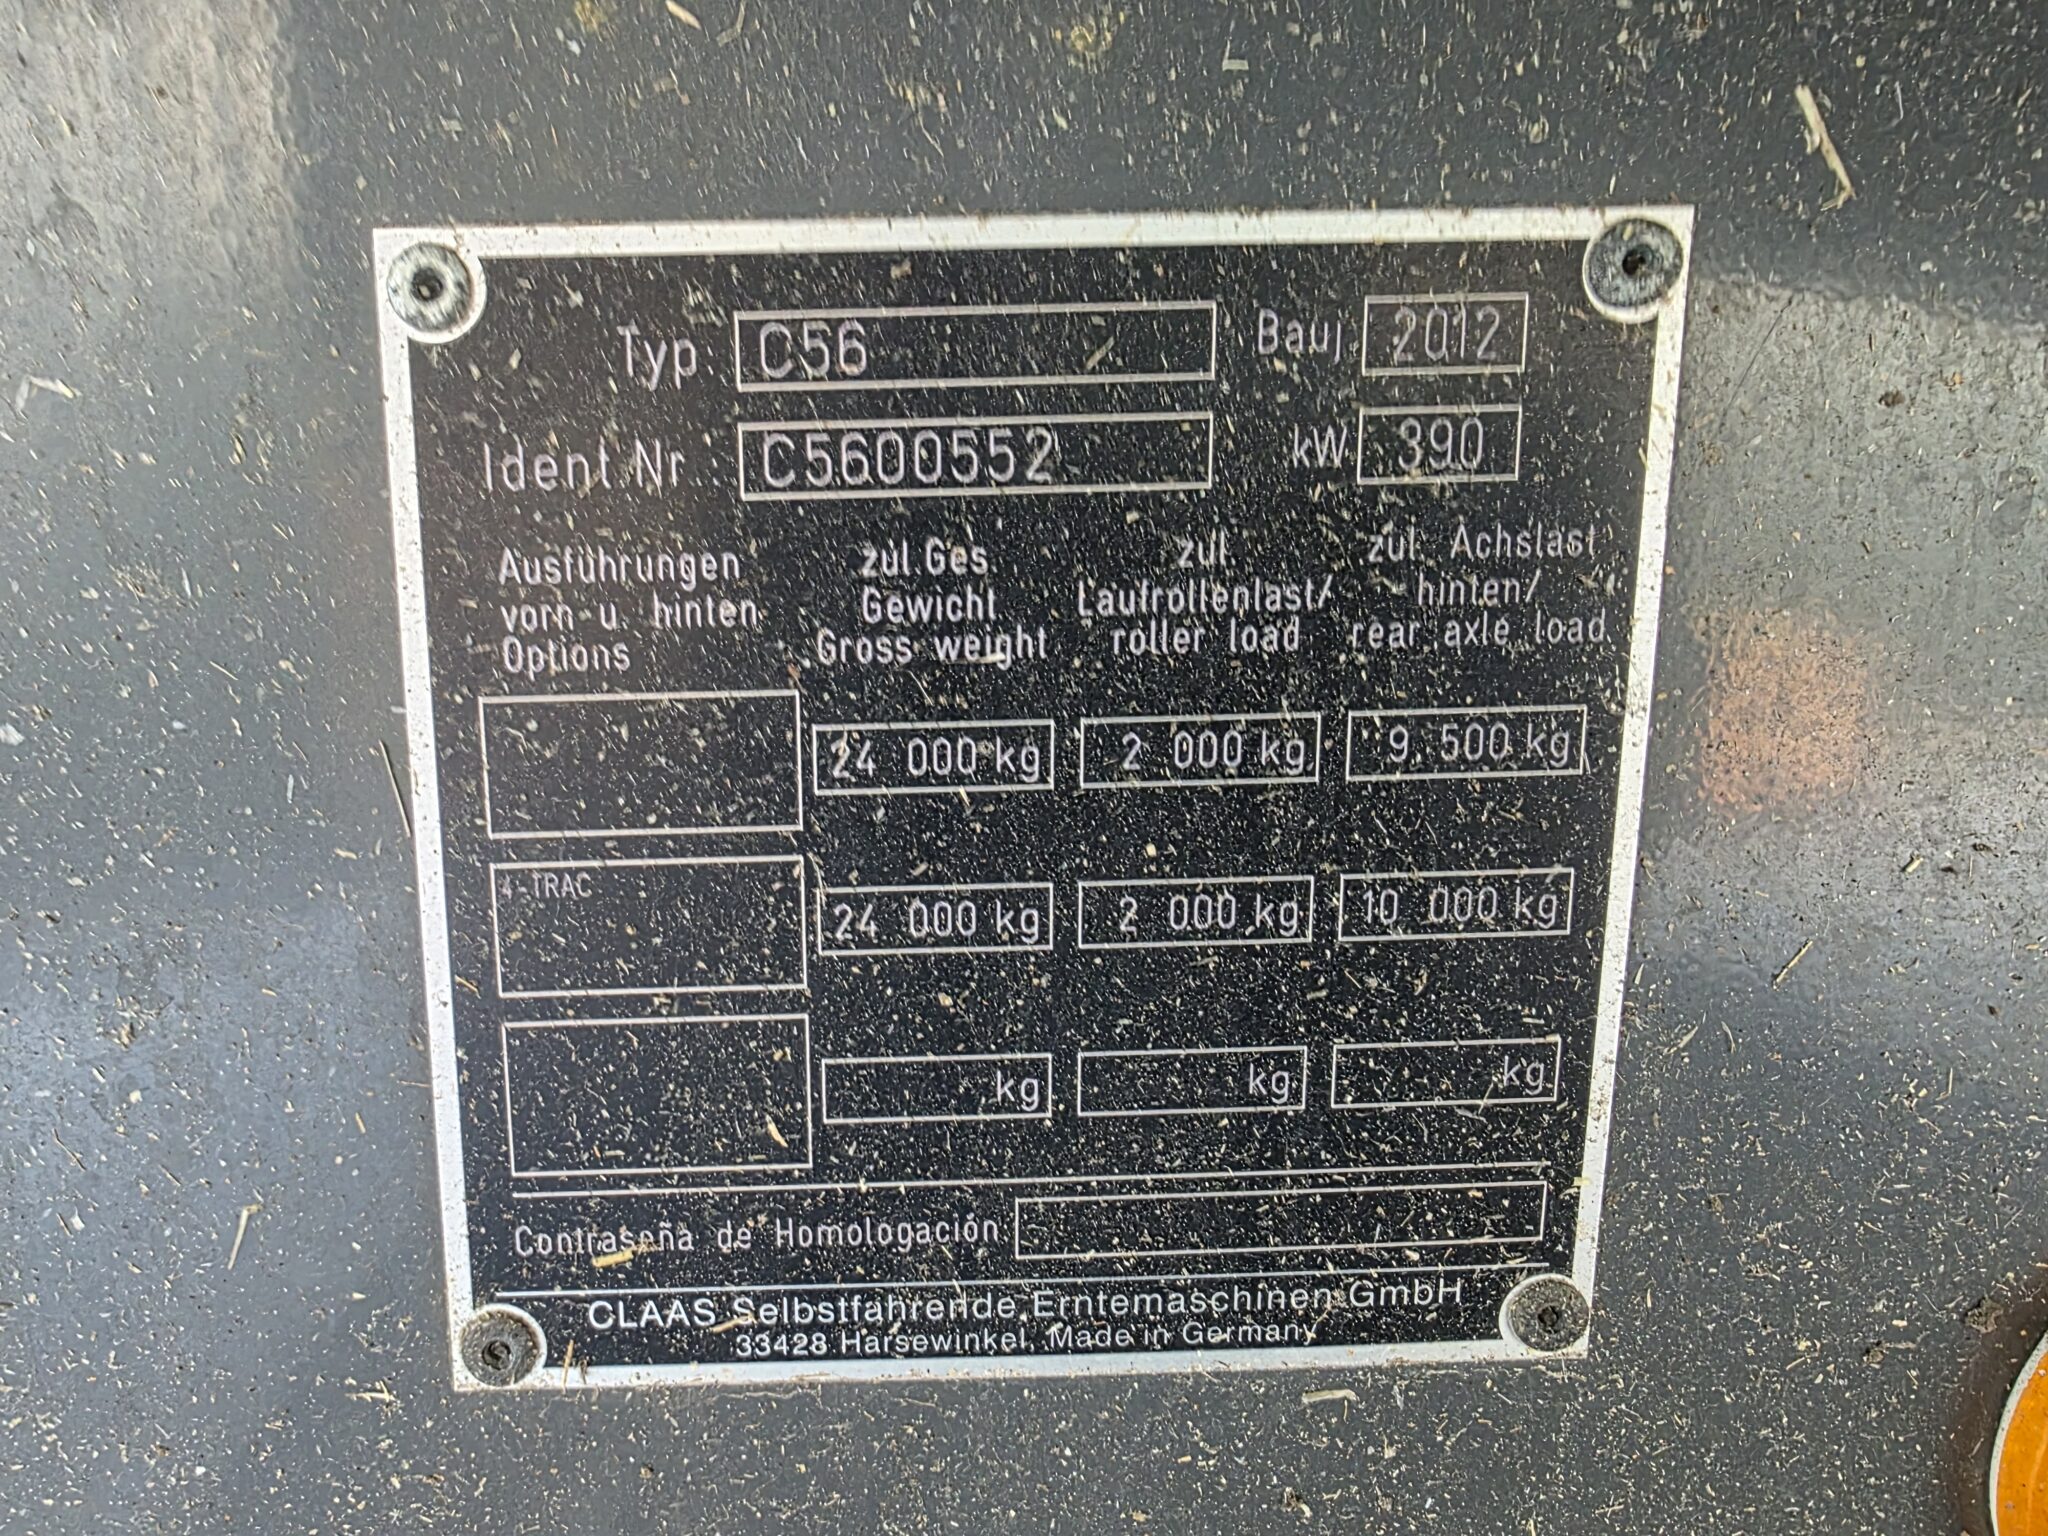 Typ: C56 Bauj. 2012
Ident.Nr.: C5600552 kW 390
Ausführungen vorn u. hinten Options
zul.Ges. Gewicht Gross weight
zul. Laufrollenlast/ roller load
zul. Achslast hinten/ rear axle load
24 000 kg 2 000 kg 9 500 kg
4-TRAC 24 000 kg 2 000 kg 10 000 kg
kg kg kg
Contraseña de Homologación
CLAAS Selbstfahrende Erntemaschinen GmbH
33428 Harsewinkel, Made in Germany